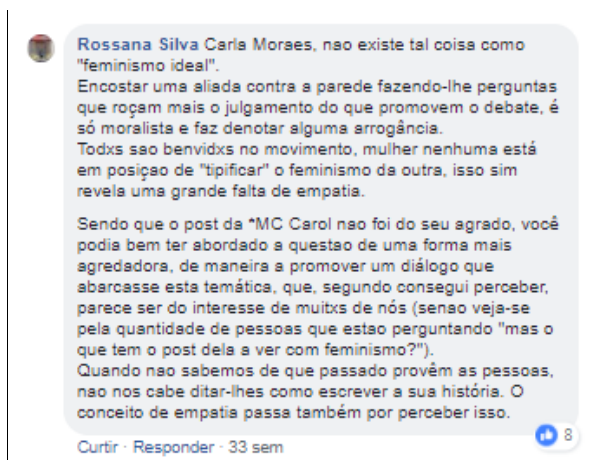 Rossana Silva Carla Moraes, nao existe tal coisa como
"feminismo ideal".
Encostar uma aliada contra a parede fazendo-lhe perguntas
que roçam mais o julgamento do que promovem o debate, é
só moralista e faz denotar alguma arrogância.
Todxs sao benvidxs no movimento, mulher nenhuma está
em posiçao de "tipificar" o feminismo da outra, isso sim
revela uma grande falta de empatia.
Sendo que o post da *MC Carol nao foi do seu agrado, você
podia bem ter abordado a questao de uma forma mais
agredadora, de maneira a promover um diálogo que
abarcasse esta temática, que, segundo consegui perceber,
parece ser do interesse de muitxs de nós (senao veja-se
pela quantidade de pessoas que estao perguntando "mas o
que tem o post dela a ver com feminismo?").
Quando nao sabemos de que passado provêm as pessoas,
nao nos cabe ditar-lhes como escrever a sua história. O
conceito de empatia passa também por perceber isso.
8
Curtir · Responder · 33 sem